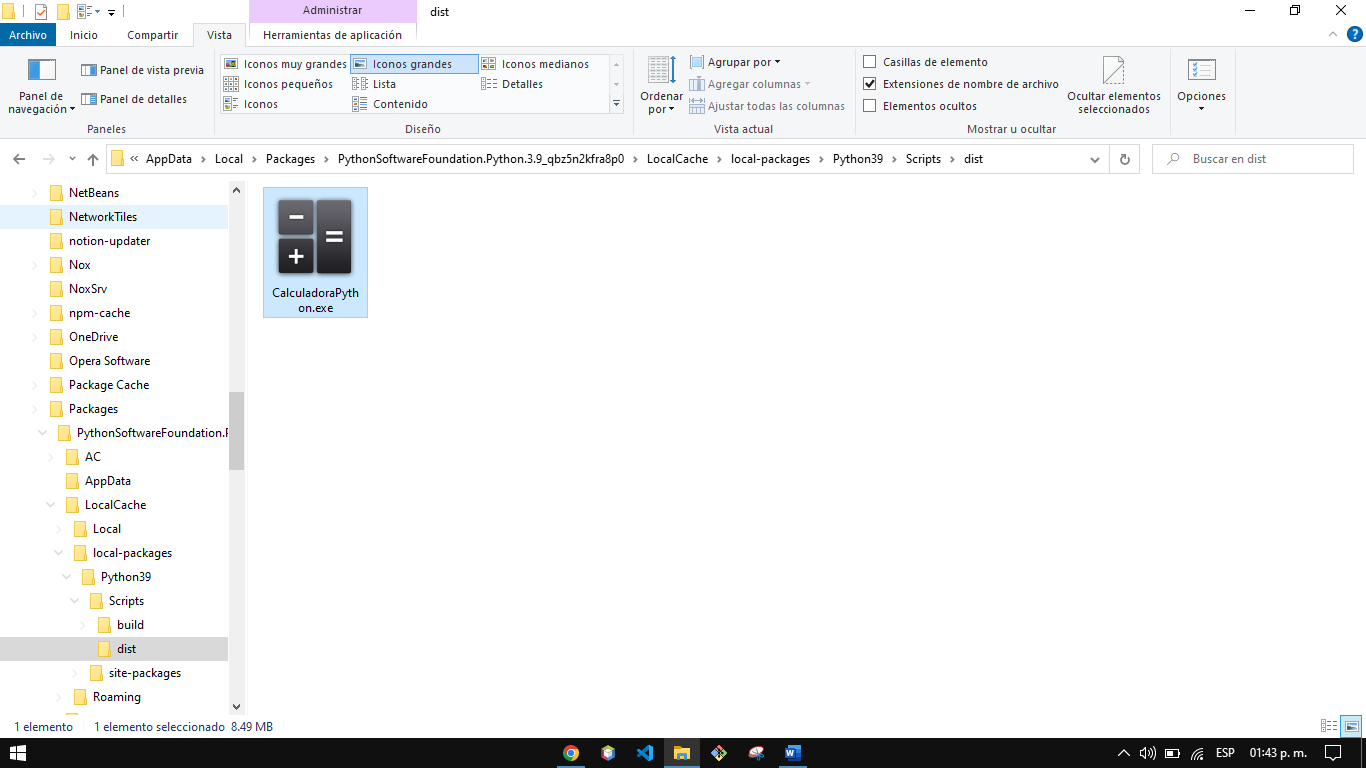 Administrar
dist
Archivo
Inicio
Compartir
Vista
Herramientas de aplicación
?
Panel de
navegación
Panel de vista previa
Panel de detalles
Paneles
Iconos muy grandes
Iconos grandes
Iconos medianos
Iconos pequeños
Lista
Detalles
Iconos
Contenido
Diseño
Ordenar
por
Agrupar por
Agregar columnas
Ajustar todas las columnas
Vista actual
Casillas de elemento
Extensiones de nombre de archivo
Elementos ocultos
Ocultar elementos
seleccionados
Mostrar u ocultar
Opciones
« AppData > Local > Packages > PythonSoftwareFoundation.Python.3.9_qbz5n2kfra8p0 > LocalCache > local-packages > Python39 > Scripts > dist
Buscar en dist
NetBeans
NetworkTiles
notion-updater
Nox
NoxSrv
npm-cache
OneDrive
Opera Software
Package Cache
Packages
PythonSoftwareFoundation.P
AC
AppData
LocalCache
Local
local-packages
Python39
Scripts
build
dist
site-packages
Roaming
CalculadoraPyth
on.exe
1 elemento
1 elemento seleccionado 8.49 MB
ESP
01:43 p. m.